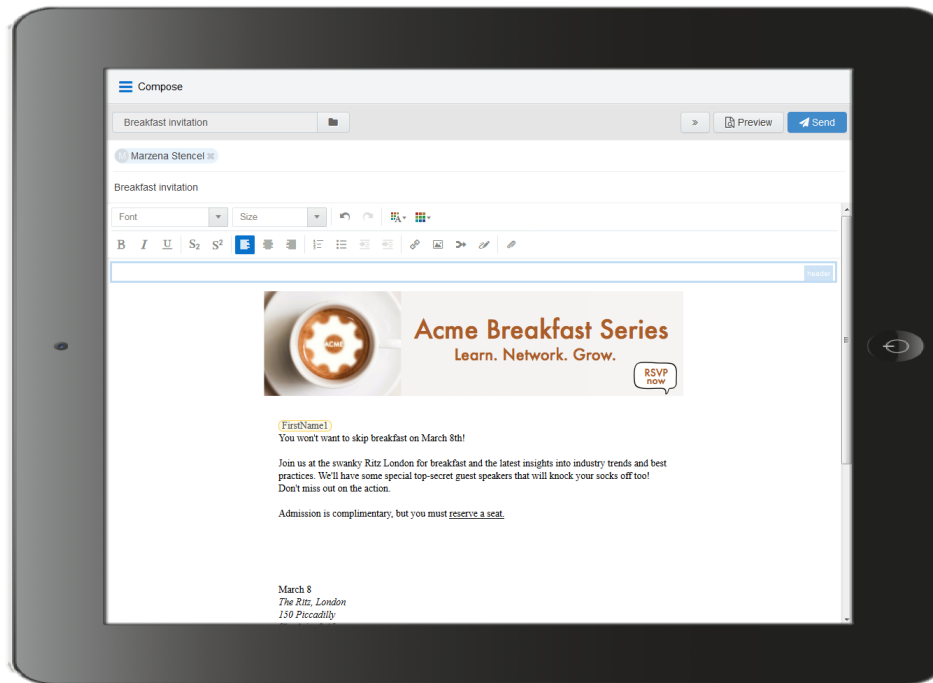 Compose
Breakfast invitation
» Preview Send
M Marzena Stencel
Breakfast invitation
Font Size
B I U S₂ S²
header
Acme Breakfast Series
Learn. Network. Grow.
ACME
RSVP
now
FirstName1
You won't want to skip breakfast on March 8th!
Join us at the swanky Ritz London for breakfast and the latest insights into industry trends and best
practices. We'll have some special top-secret guest speakers that will knock your socks off too!
Don't miss out on the action.
Admission is complimentary, but you must reserve a seat.
March 8
The Ritz, London
150 Piccadilly